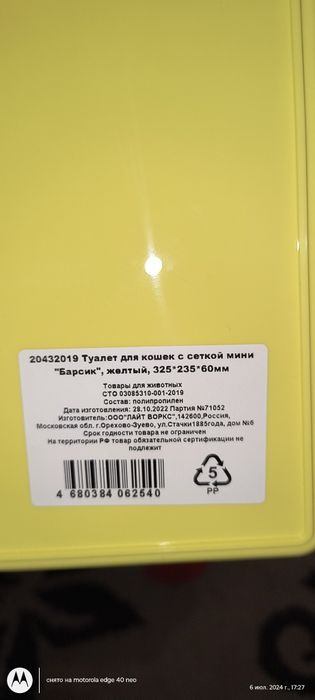 20432019 Туалет для кошек с сеткой мини
"Барсик", желтый, 325*235*60мм
Товары для животных
СТО 03085310-001-2019
Состав: полипропилен
Дата изготовления: 28.10.2022 Партия №71052
Изготовитель:ООО"ЛАЙТ ВОРКС",142600,Россия,
Московская обл. г.Орехово-Зуево, ул.Стачки1885года, дом №6
Срок годности товара не ограничен
На территории РФ товар обязательной сертификации не
подлежит
4 680384 062540
5
PP
снято на motorola edge 40 neo
6 июл. 2024 г., 17:27